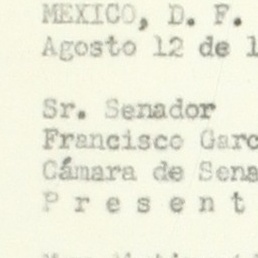 MEXICO, D. F.
Agosto 12 de 1
Sr. Senador
Francisco Garc
Cámara de Sena
P r e s e n t